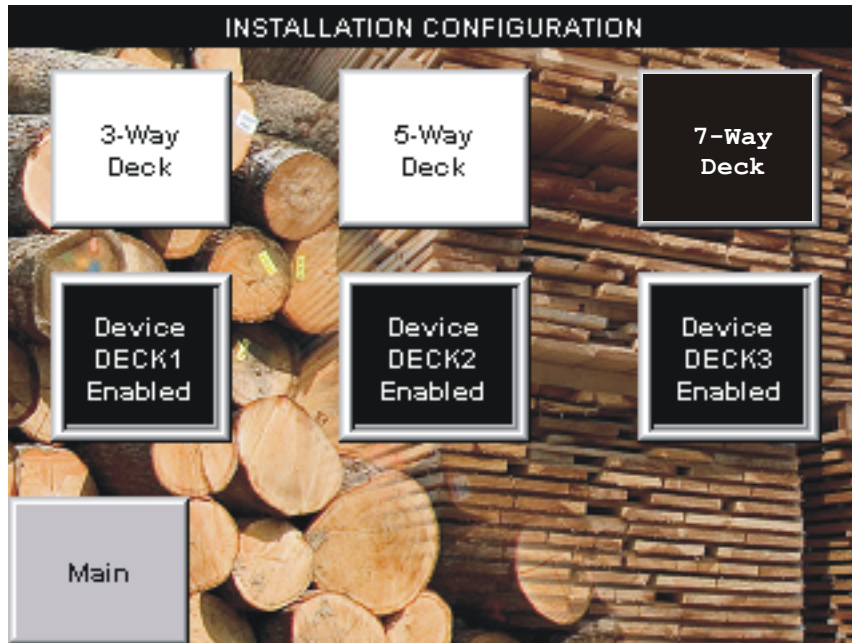 INSTALLATION CONFIGURATION
3-Way
Deck
5-Way
Deck
7-Way
Deck
Device
DECK1
Enabled
Device
DECK2
Enabled
Device
DECK3
Enabled
Main